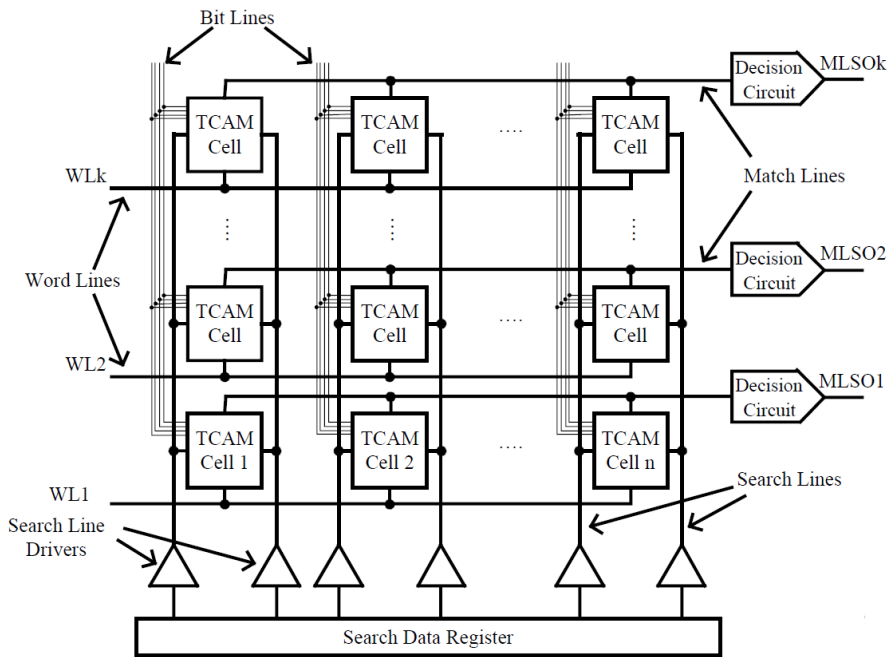 Bit Lines
MLSOk
Decision
Circuit
TCAM
Cell
TCAM
Cell
....
TCAM
Cell
WLk
Match
Lines
....
....
....
Word Lines
MLSO2
Decision
Circuit
TCAM
Cell
TCAM
Cell
....
TCAM
Cell
WL2
MLSO1
Decision
Circuit
TCAM
Cell 1
TCAM
Cell 2
....
TCAM
Cell n
WL1
Search Lines
Search Line
Drivers
Search Data Register